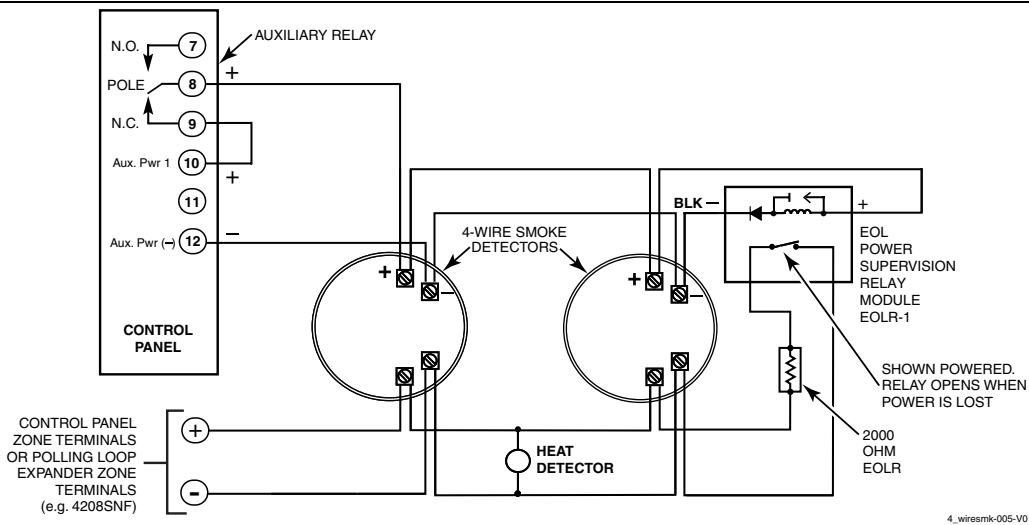 N.O.
7
AUXILIARY RELAY
+
POLE
8
N.C.
9
Aux. Pwr 1
10
+
11
Aux. Pwr (–)
12
–
CONTROL
PANEL
4-WIRE SMOKE
DETECTORS
+
–
+
–
BLK –
+
EOL
POWER
SUPERVISION
RELAY
MODULE
EOLR-1
SHOWN POWERED.
RELAY OPENS WHEN
POWER IS LOST
2000
OHM
EOLR
HEAT
DETECTOR
CONTROL PANEL
ZONE TERMINALS
OR POLLING LOOP
EXPANDER ZONE
TERMINALS
(e.g. 4208SNF)
+
-
4_wiresmk-005-V0